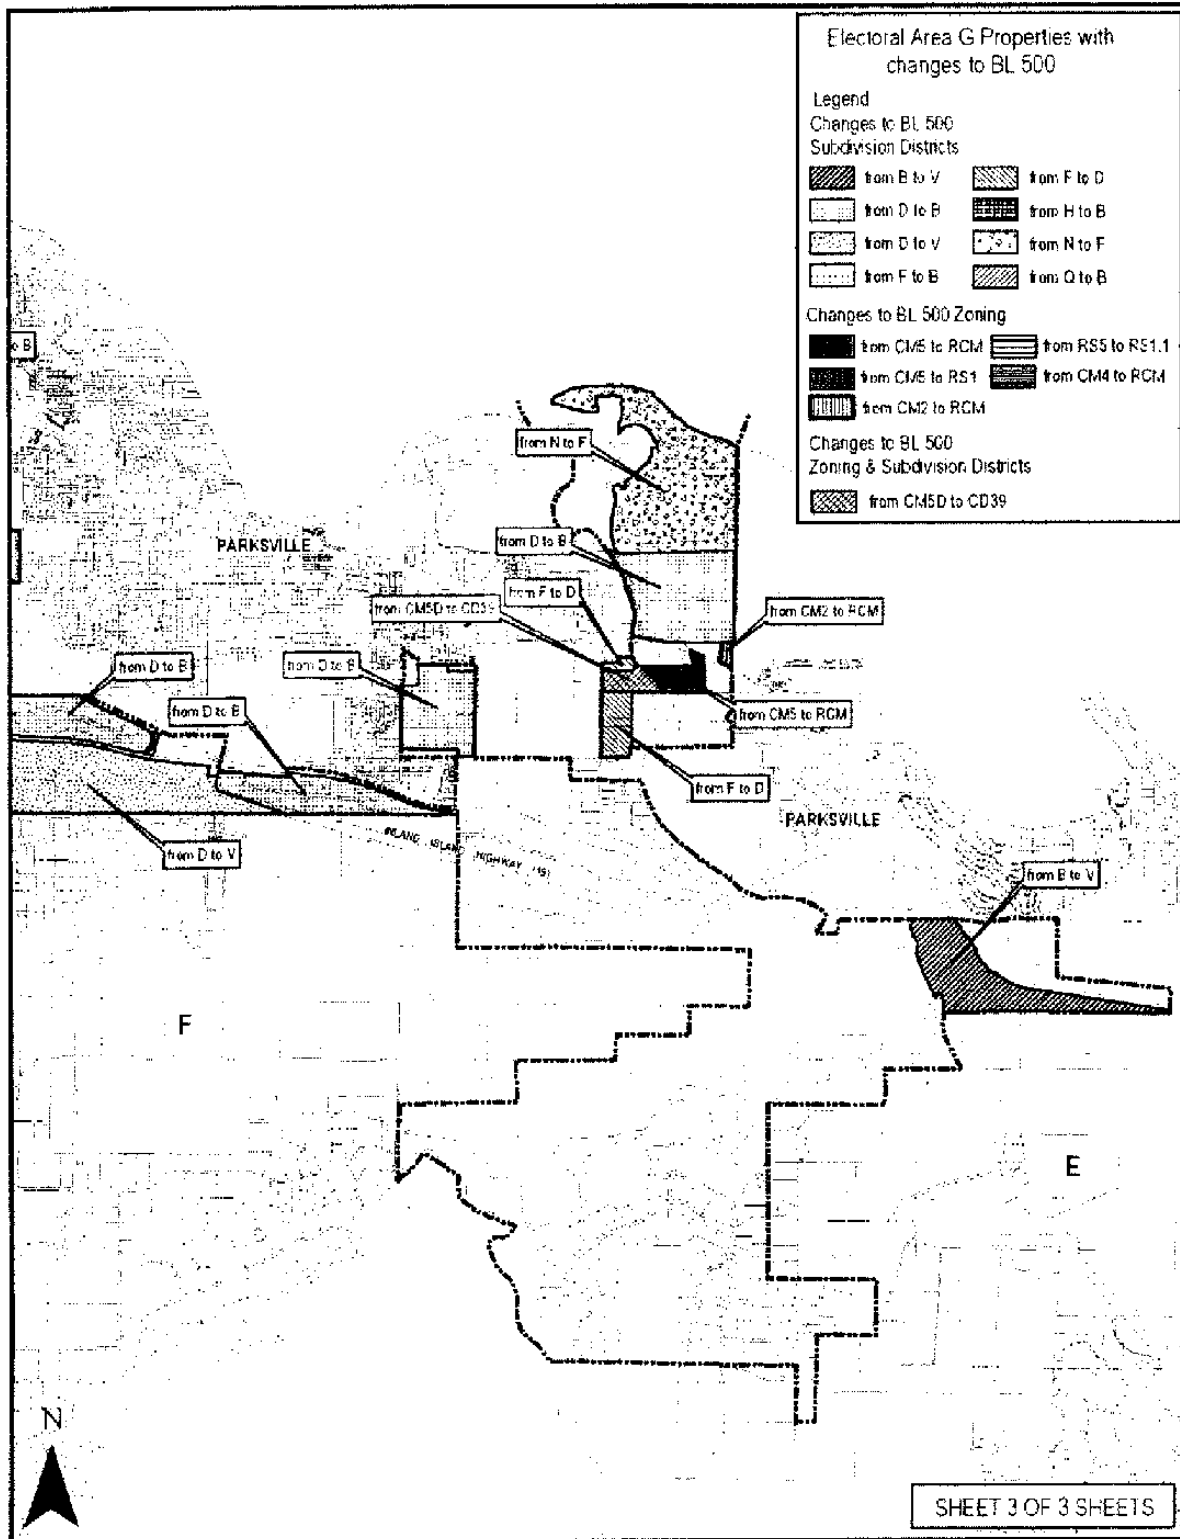 Electoral Area G Properties with
changes to BL 500
Legend
Changes to BL 500
Subdivision Districts
from B to V
from F to D
from D to B
from H to B
from D to V
from N to F
from F to B
from Q to B
Changes to BL 500 Zoning
from CM5 to RCM
from RS5 to RS1.1
from CM5 to RS1
from CM4 to RCM
from CM2 to RCM
Changes to BL 500
Zoning & Subdivision Districts
from CM5D to CD39
o B
from N to F
PARKSVILLE
from D to B
from F to D
from CM5D to CD39
from CM2 to RCM
from D to B
from D to B
from D to B
from CM5 to RCM
from F to D
PARKSVILLE
from D to V
INLAND ISLAND HIGHWAY (19)
from B to V
F
E
N
SHEET 3 OF 3 SHEETS